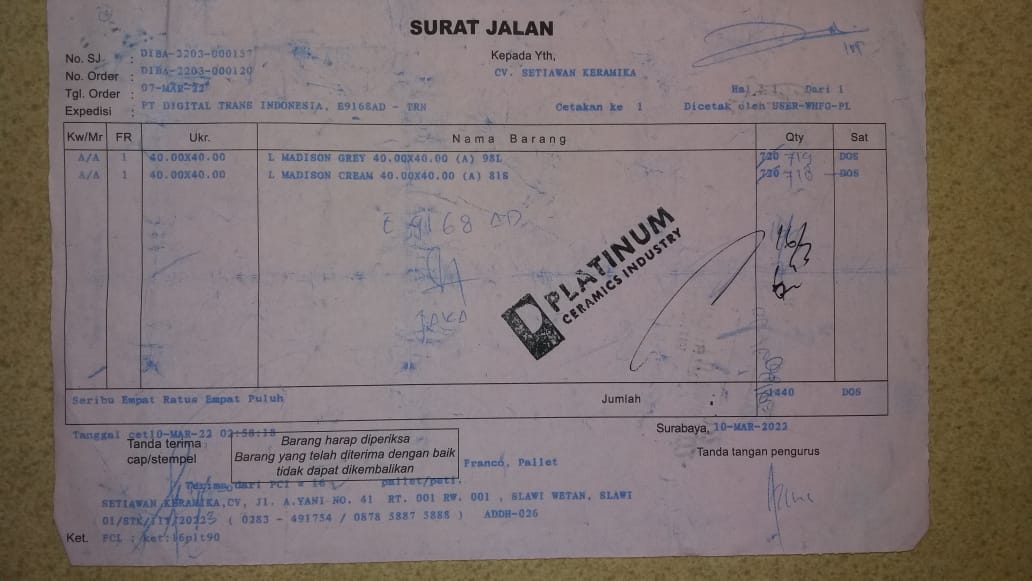 SURAT JALAN
No. SJ : DIBA-2203-000157
No. Order : DIBA-2203-000120
Tgl. Order : 07-MAR-22
Expedisi : PT DIGITAL TRANS INDONESIA, E9168AD - TRN
Kepada Yth,
CV. SETIAWAN KERAMIKA
Cetakan ke 1
Hal : 1 Dari 1
Dicetak oleh USER-WHFG-PL
Kw/Mr FR Ukr. Nama Barang Qty Sat
A/A 1 40.00X40.00 L MADISON GREY 40.00X40.00 (A) 98L 720 719 DOS
A/A 1 40.00X40.00 L MADISON CREAM 40.00X40.00 (A) 81S 720 718 DOS
E 9168 AD
JAKA
PLATINUM
CERAMICS INDUSTRY
16/3
Seribu Empat Ratus Empat Puluh Jumlah : 1440 DOS
Tanggal cet10-MAR-22 02:58:18
Surabaya, 10-MAR-2022
Tanda terima
cap/stempel
Barang harap diperiksa
Barang yang telah diterima dengan baik
tidak dapat dikembalikan
Franco, Pallet
Tanda tangan pengurus
dari PCI = 16 pallet/peti.
SETIAWAN KERAMIKA,CV, Jl. A.YANI NO. 41 RT. 001 RW. 001 , SLAWI WETAN, SLAWI
( 0283 - 491754 / 0878 5887 5888 ) ADDH-026
Ket. FCL : ket:16plt90